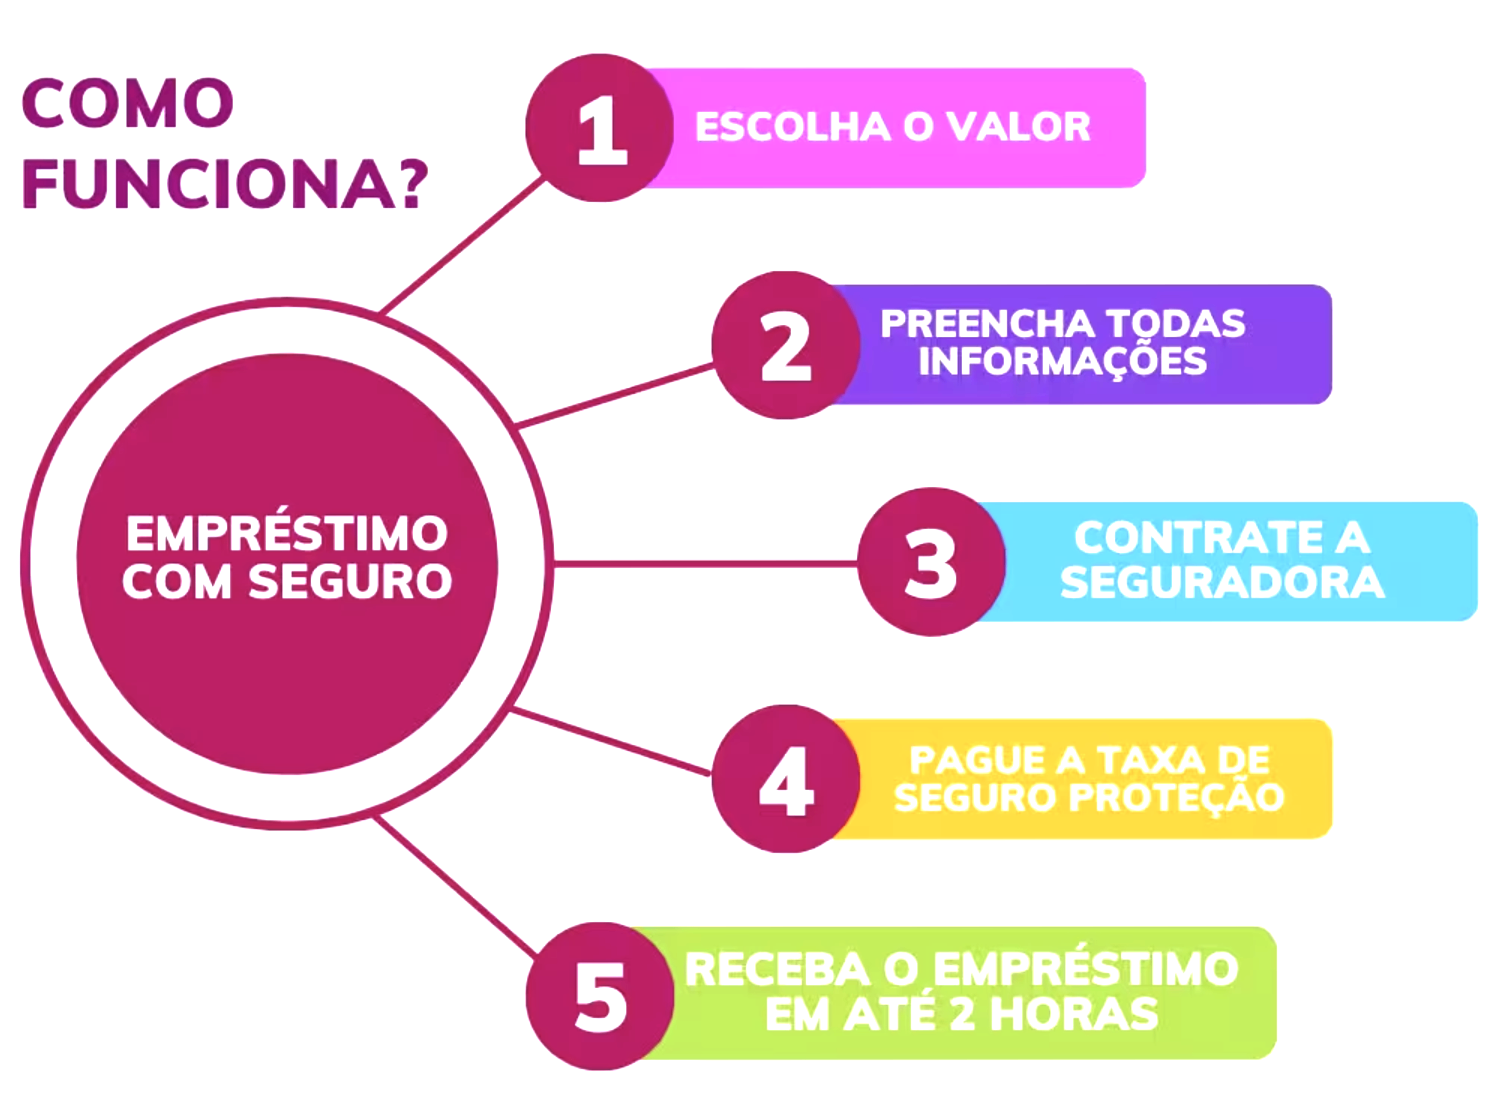 COMO
FUNCIONA?
1
ESCOLHA O VALOR
2
PREENCHA TODAS
INFORMAÇÕES
EMPRÉSTIMO
COM SEGURO
3
CONTRATE A
SEGURADORA
4
PAGUE A TAXA DE
SEGURO PROTEÇÃO
5
RECEBA O EMPRÉSTIMO
EM ATÉ 2 HORAS